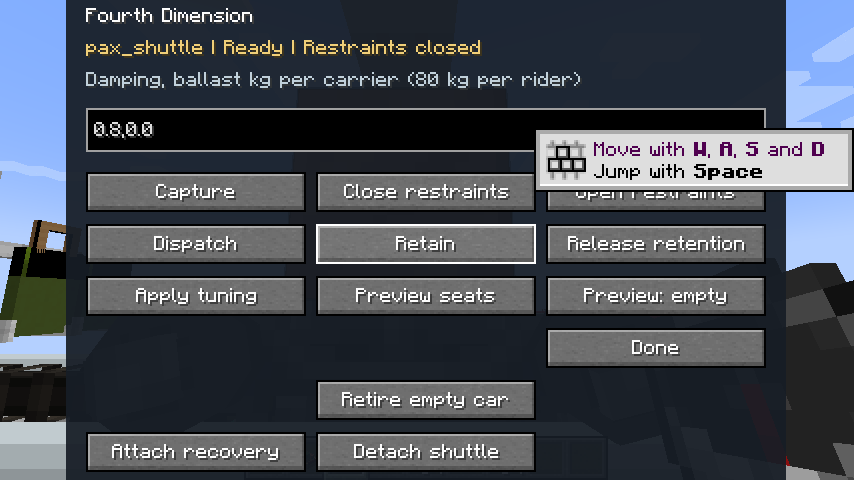 Fourth Dimension
pax_shuttle | Ready | Restraints closed
Damping, ballast kg per carrier (80 kg per rider)
0.8,0.0
Move with W, A, S and D
Jump with Space
Capture
Close restraints
Open restraints
Dispatch
Retain
Release retention
Apply tuning
Preview seats
Preview: empty
Done
Retire empty car
Attach recovery
Detach shuttle